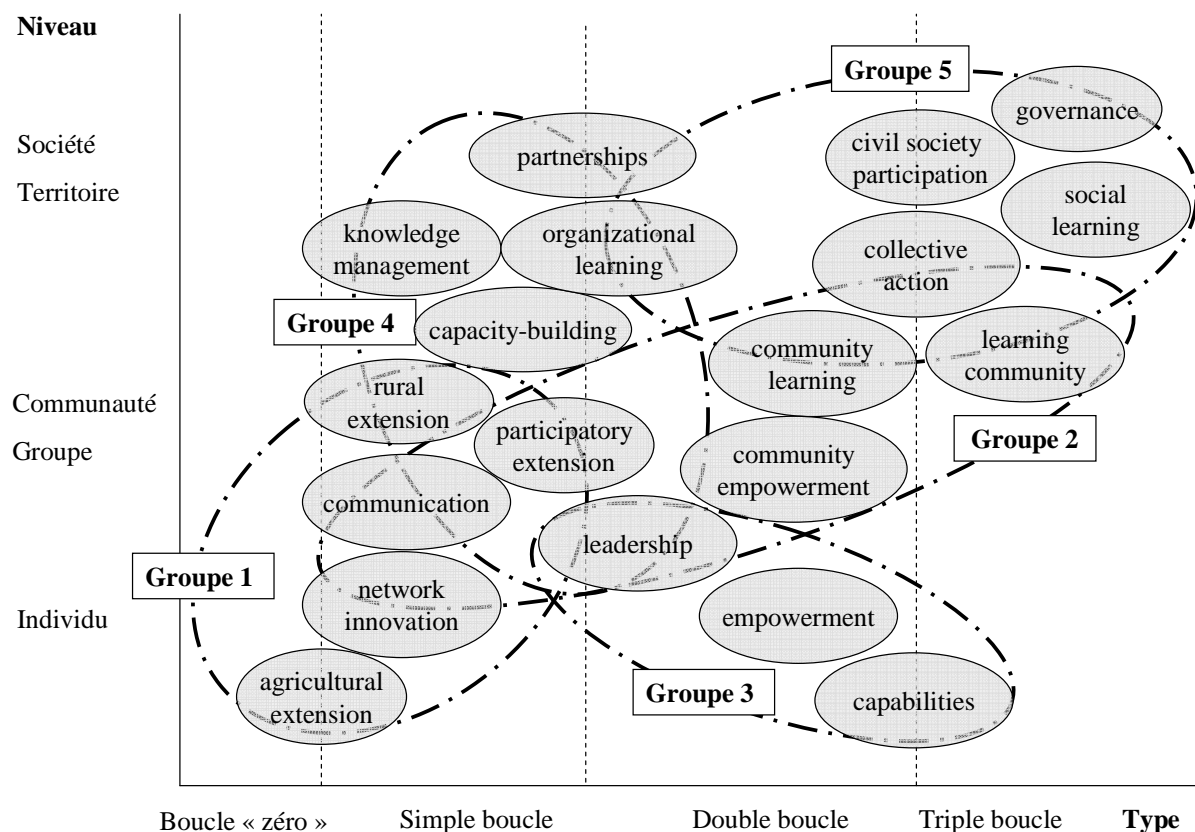 Niveau
Groupe 5
governance
Société
civil society
participation
partnerships
Territoire
social
learning
knowledge
management
organizational
learning
collective
action
Groupe 4
capacity-building
community
learning
learning
community
rural
extension
Communauté
Groupe
participatory
extension
Groupe 2
community
empowerment
communication
leadership
Groupe 1
network
innovation
Individu
empowerment
agricultural
extension
Groupe 3
capabilities
Boucle « zéro »
Simple boucle
Double boucle
Triple boucle
Type